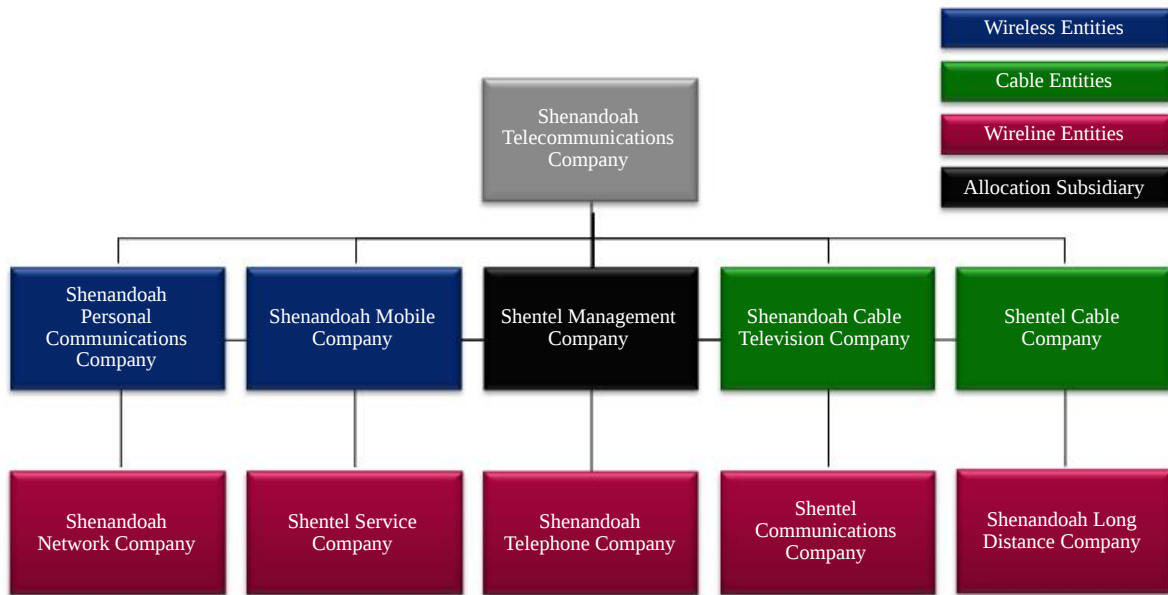 Wireless Entities
Cable Entities
Wireline Entities
Allocation Subsidiary
Shenandoah
Telecommunications
Company
Shenandoah
Personal
Communications
Company
Shenandoah Mobile
Company
Shentel Management
Company
Shenandoah Cable
Television Company
Shentel Cable
Company
Shenandoah
Network Company
Shentel Service
Company
Shenandoah
Telephone Company
Shentel
Communications
Company
Shenandoah Long
Distance Company